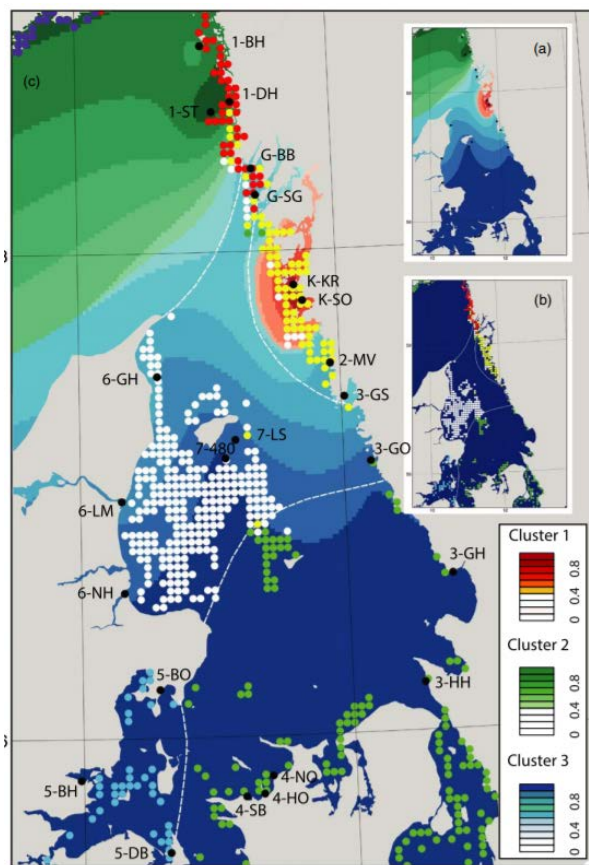 (c)
1-BH
(a)
1-DH
1-ST
G-BB
G-SG
8
K-KR
K-SO
(b)
2-MV
6-GH
3-GS
7-LS
7-480
3-GO
6-LM
Cluster 1
0.8
0.4
0
3-GH
6-NH
Cluster 2
0.8
0.4
0
5-BO
3-HH
Cluster 3
0.8
0.4
0
4-NO
5-BH
4-HO
4-SB
5-DB